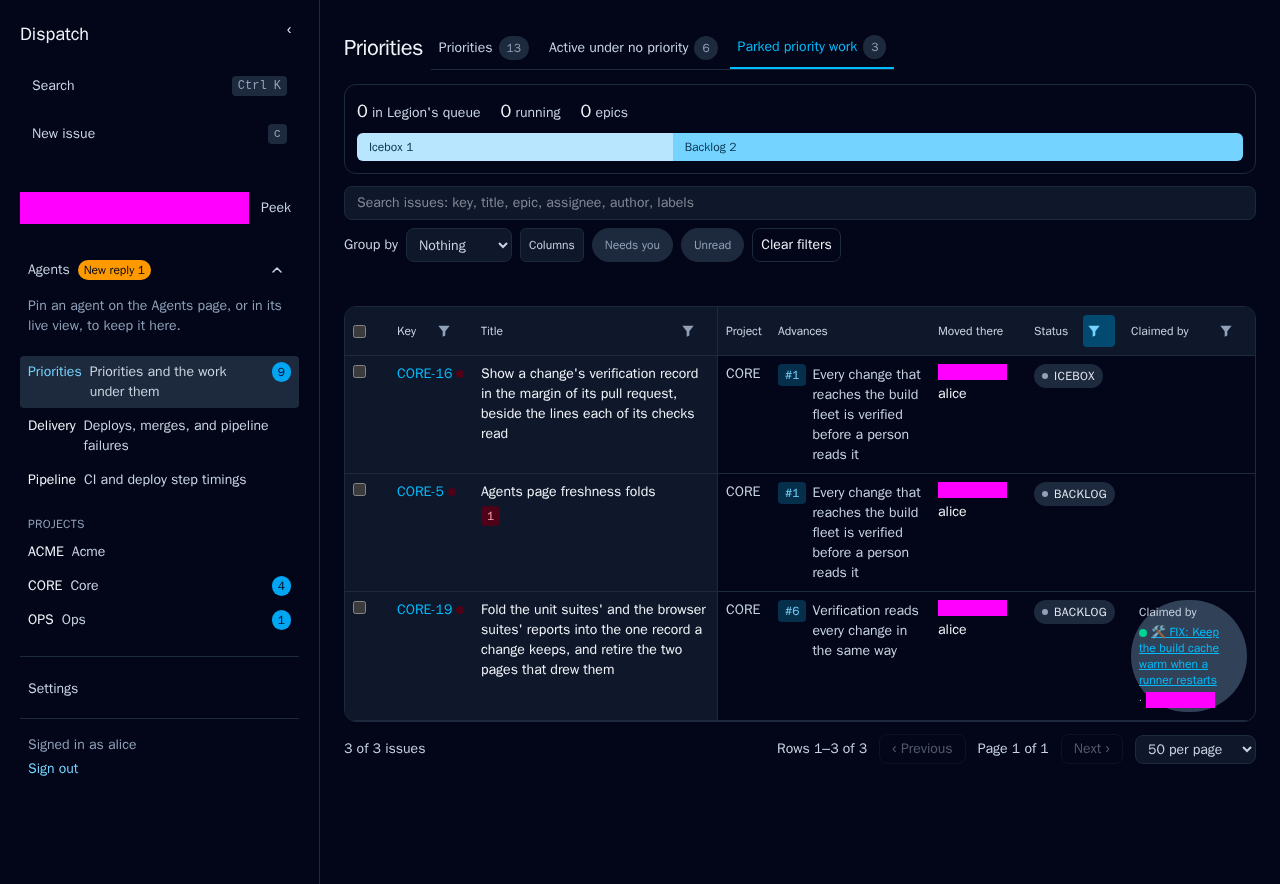 Dispatch ‹
Search Ctrl K
New issue C
Peek
Agents New reply 1
Pin an agent on the Agents page, or in its
live view, to keep it here.
Priorities Priorities and the work 9
under them
Delivery Deploys, merges, and pipeline
failures
Pipeline CI and deploy step timings
PROJECTS
ACME Acme
CORE Core 4
OPS Ops 1
Settings
Signed in as alice
Sign out
Priorities Priorities 13 Active under no priority 6 Parked priority work 3
0 in Legion's queue 0 running 0 epics
Icebox 1 Backlog 2
Search issues: key, title, epic, assignee, author, labels
Group by Nothing Columns Needs you Unread Clear filters
Key Title Project Advances Moved there Status Claimed by
CORE-16 Show a change's verification record CORE #1 Every change that ICEBOX
in the margin of its pull request, reaches the build alice
beside the lines each of its checks fleet is verified
read before a person
reads it
CORE-5 Agents page freshness folds CORE #1 Every change that BACKLOG
1 reaches the build alice
fleet is verified
before a person
reads it
CORE-19 Fold the unit suites' and the browser CORE #6 Verification reads BACKLOG Claimed by
suites' reports into the one record a every change in alice 🛠️ FIX: Keep
change keeps, and retire the two the same way the build cache
pages that drew them warm when a
runner restarts
·
3 of 3 issues Rows 1–3 of 3 ‹ Previous Page 1 of 1 Next › 50 per page